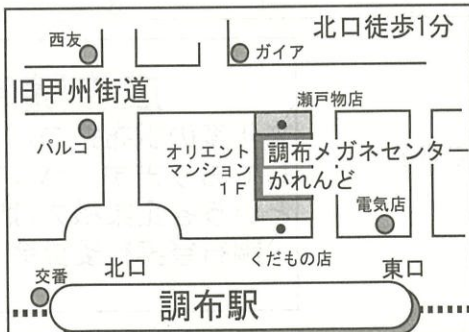 北口徒歩1分
西友
ガイア
旧甲州街道
瀬戸物店
パルコ
オリエント
マンション
1F
調布メガネセンター
かれんど
電気店
くだもの店
交番
北口
東口
調布駅